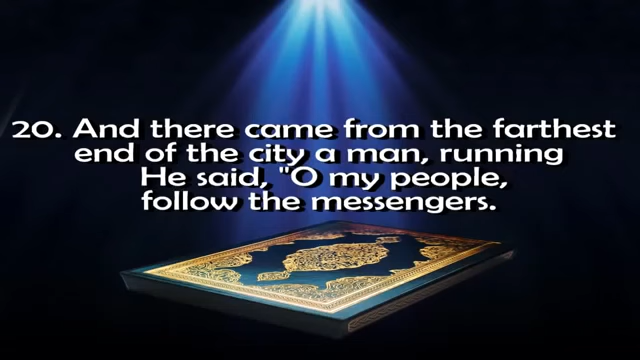 20. And there came from the farthest
end of the city a man, running
He said, "O my people,
follow the messengers.